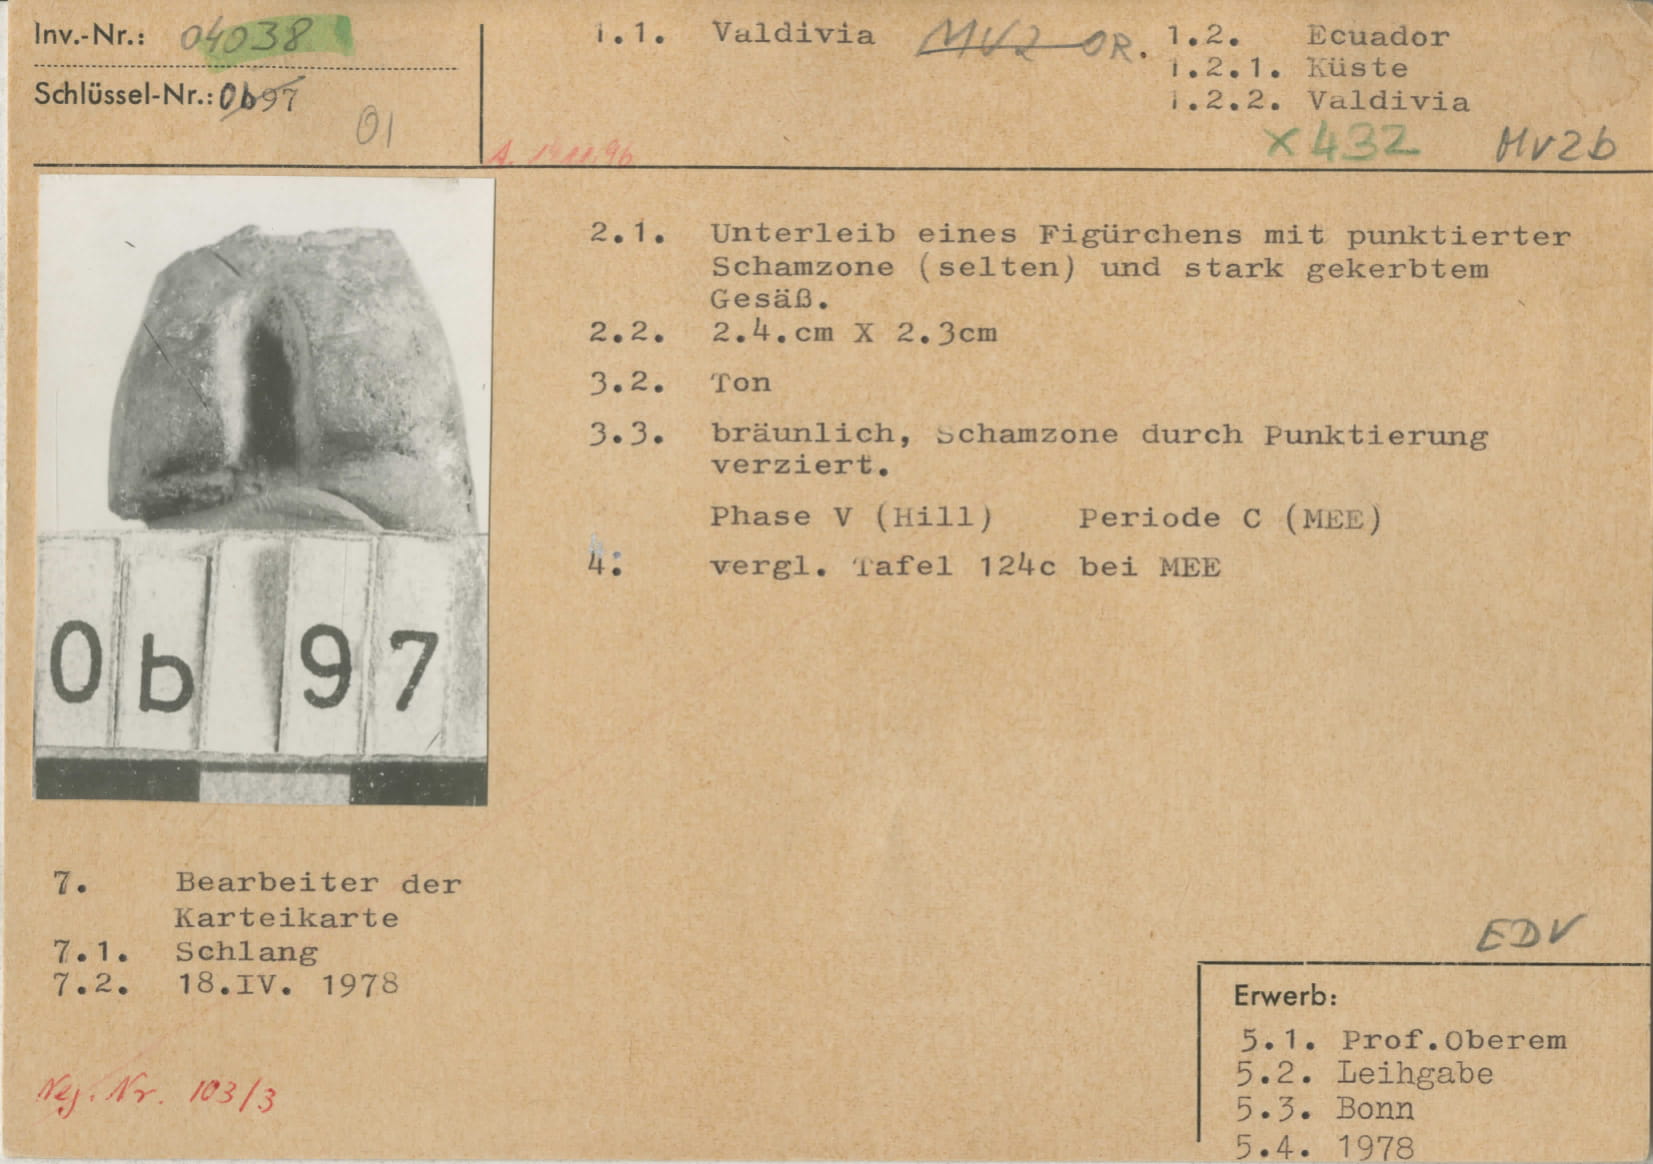 Inv.-Nr.: 04038
Schlüssel-Nr.: Ob97
01
1.1. Valdivia MV2 OR.
1.2. Ecuador
1.2.1. Küste
1.2.2. Valdivia
x 432 MV2b
2.1. Unterleib eines Figürchens mit punktierter
Schamzone (selten) und stark gekerbtem
Gesäß.
2.2. 2.4.cm X 2.3cm
3.2. Ton
3.3. bräunlich, Schamzone durch Punktierung
verziert.
Phase V (Hill) Periode C (MEE)
4: vergl. Tafel 124c bei MEE
Ob 97
7. Bearbeiter der
Karteikarte
7.1. Schlang
7.2. 18.IV. 1978
Neg. Nr. 103/3
EDV
Erwerb:
5.1. Prof.Oberem
5.2. Leihgabe
5.3. Bonn
5.4. 1978